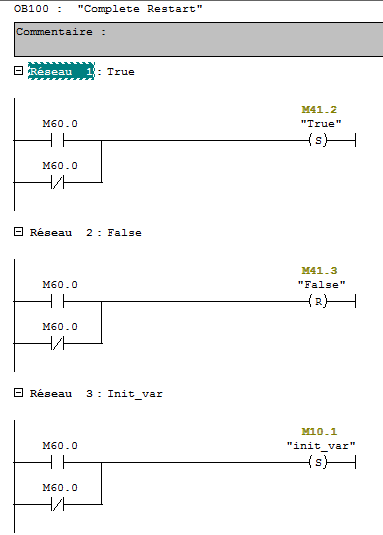 OB100 : "Complete Restart"
Commentaire :
Réseau 1 : True
M41.2
M60.0 "True"
S
M60.0
Réseau 2 : False
M41.3
M60.0 "False"
R
M60.0
Réseau 3 : Init_var
M10.1
M60.0 "init_var"
S
M60.0